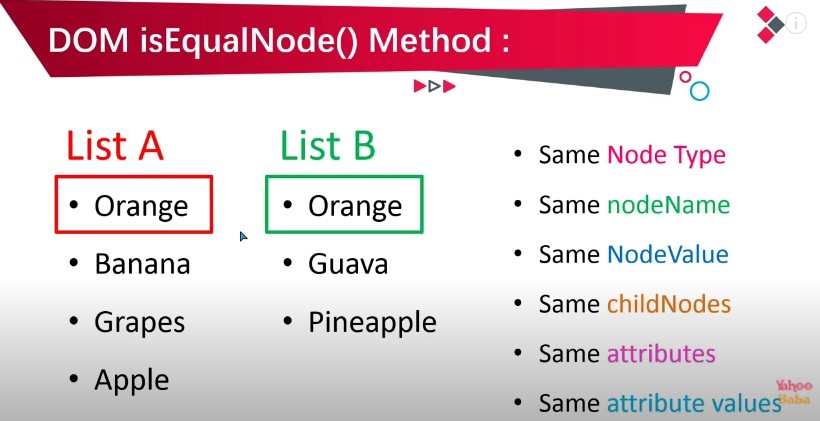 DOM isEqualNode() Method :
List A
• Orange
• Banana
• Grapes
• Apple
List B
• Orange
• Guava
• Pineapple
• Same Node Type
• Same nodeName
• Same NodeValue
• Same childNodes
• Same attributes
• Same attribute values
Yahoo
Baba
i